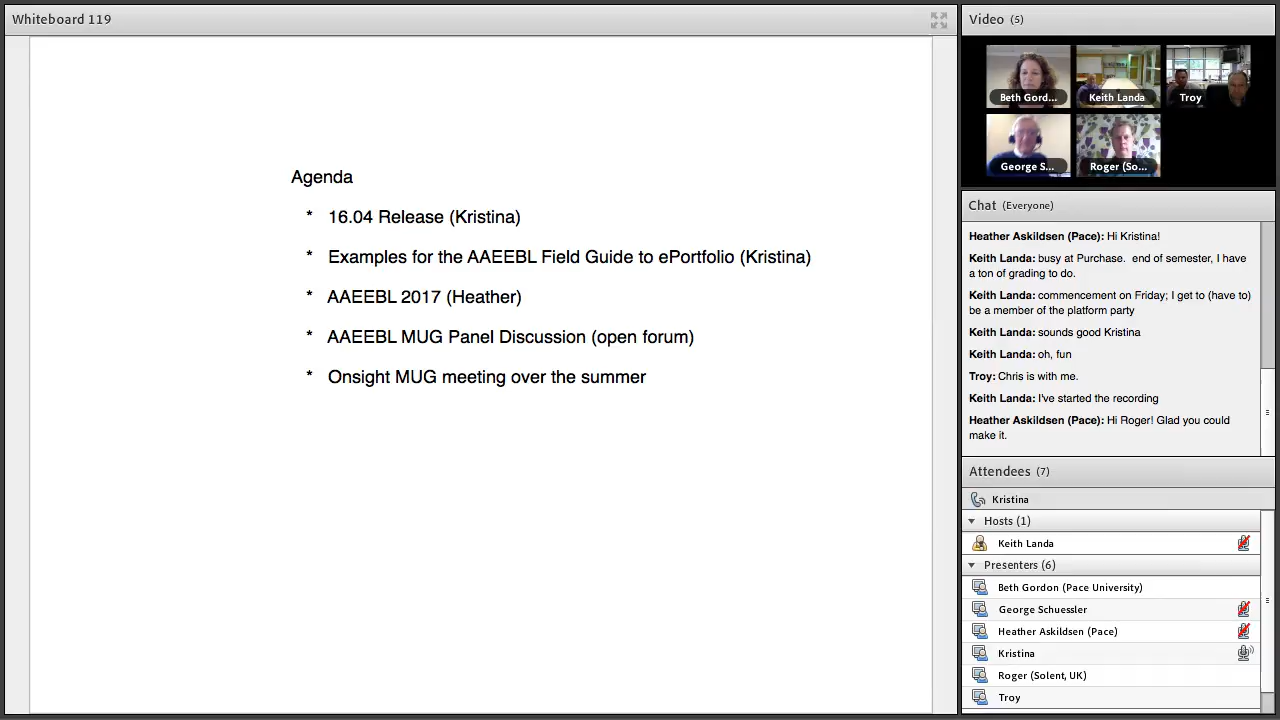 Whiteboard 119
Agenda
* 16.04 Release (Kristina)
* Examples for the AAEEBL Field Guide to ePortfolio (Kristina)
* AAEEBL 2017 (Heather)
* AAEEBL MUG Panel Discussion (open forum)
* Onsight MUG meeting over the summer
Video (5)
Beth Gord...
Keith Landa
Troy
George S...
Roger (So...
Chat (Everyone)
Heather Askildsen (Pace): Hi Kristina!
Keith Landa: busy at Purchase. end of semester, I have
a ton of grading to do.
Keith Landa: commencement on Friday; I get to (have to)
be a member of the platform party
Keith Landa: sounds good Kristina
Keith Landa: oh, fun
Troy: Chris is with me.
Keith Landa: I've started the recording
Heather Askildsen (Pace): Hi Roger! Glad you could
make it.
Attendees (7)
Kristina
Hosts (1)
Keith Landa
Presenters (6)
Beth Gordon (Pace University)
George Schuessler
Heather Askildsen (Pace)
Kristina
Roger (Solent, UK)
Troy